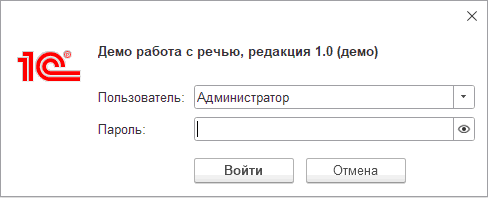 Демо работа с речью, редакция 1.0 (демо)
1С®
Пользователь: Администратор
Пароль:
Войти Отмена